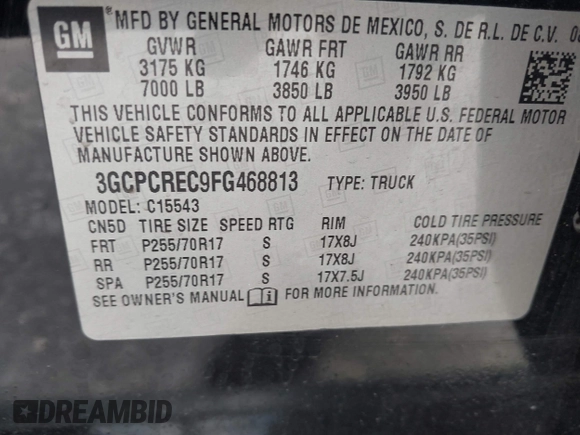 GM
MFD BY GENERAL MOTORS DE MEXICO, S. DE R.L. DE C.V.
GVWR GAWR FRT GAWR RR
3175 KG 1746 KG 1792 KG
7000 LB 3850 LB 3950 LB
THIS VEHICLE CONFORMS TO ALL APPLICABLE U.S. FEDERAL MOTOR
VEHICLE SAFETY STANDARDS IN EFFECT ON THE DATE OF
MANUFACTURE SHOWN ABOVE.
3GCPCREC9FG468813 TYPE: TRUCK
MODEL: C15543
CN5D TIRE SIZE SPEED RTG RIM COLD TIRE PRESSURE
FRT P255/70R17 S 17X8J 240KPA(35PSI)
RR P255/70R17 S 17X8J 240KPA(35PSI)
SPA P255/70R17 S 17X7.5J 240KPA(35PSI)
SEE OWNER'S MANUAL i FOR MORE INFORMATION.
DREAMBID